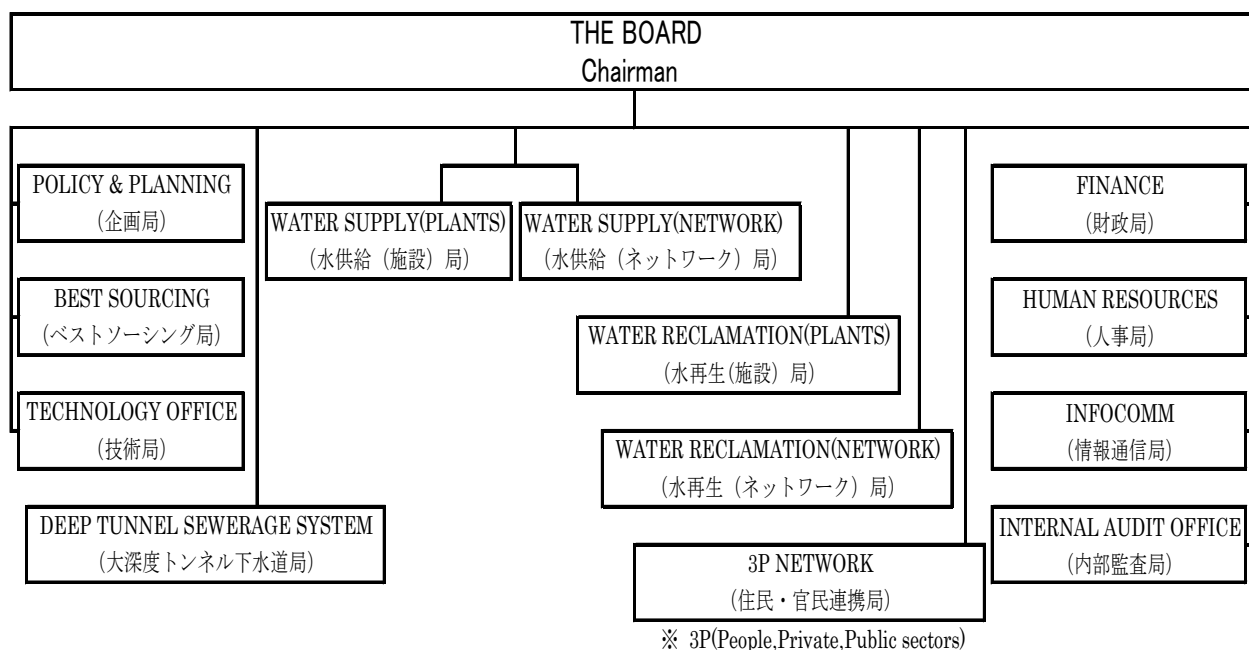 THE BOARD
Chairman
POLICY & PLANNING
(企画局)
BEST SOURCING
(ベストソーシング局)
TECHNOLOGY OFFICE
(技術局)
DEEP TUNNEL SEWERAGE SYSTEM
(大深度トンネル下水道局)
WATER SUPPLY(PLANTS)
(水供給（施設）局)
WATER SUPPLY(NETWORK)
(水供給（ネットワーク）局)
WATER RECLAMATION(PLANTS)
(水再生(施設）局)
WATER RECLAMATION(NETWORK)
(水再生（ネットワーク）局)
3P NETWORK
(住民・官民連携局)
※ 3P(People,Private,Public sectors)
FINANCE
(財政局)
HUMAN RESOURCES
(人事局)
INFOCOMM
(情報通信局)
INTERNAL AUDIT OFFICE
(内部監査局)